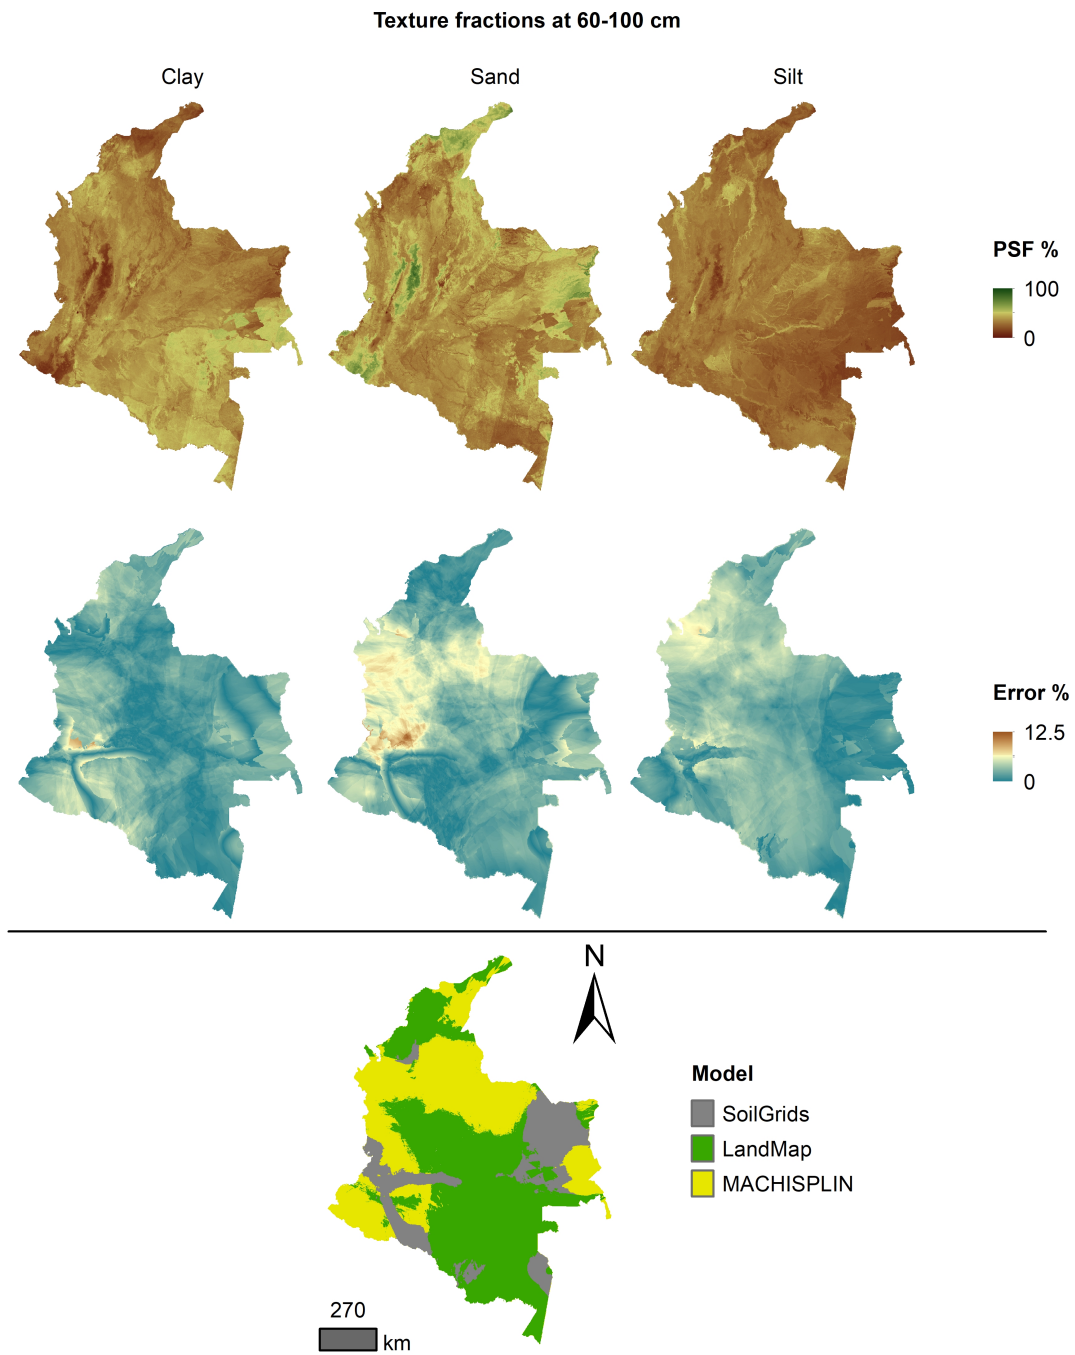 Texture fractions at 60-100 cm
Clay
Sand
Silt
PSF %
100
0
Error %
12.5
0
N
Model
SoilGrids
LandMap
MACHISPLIN
270
km